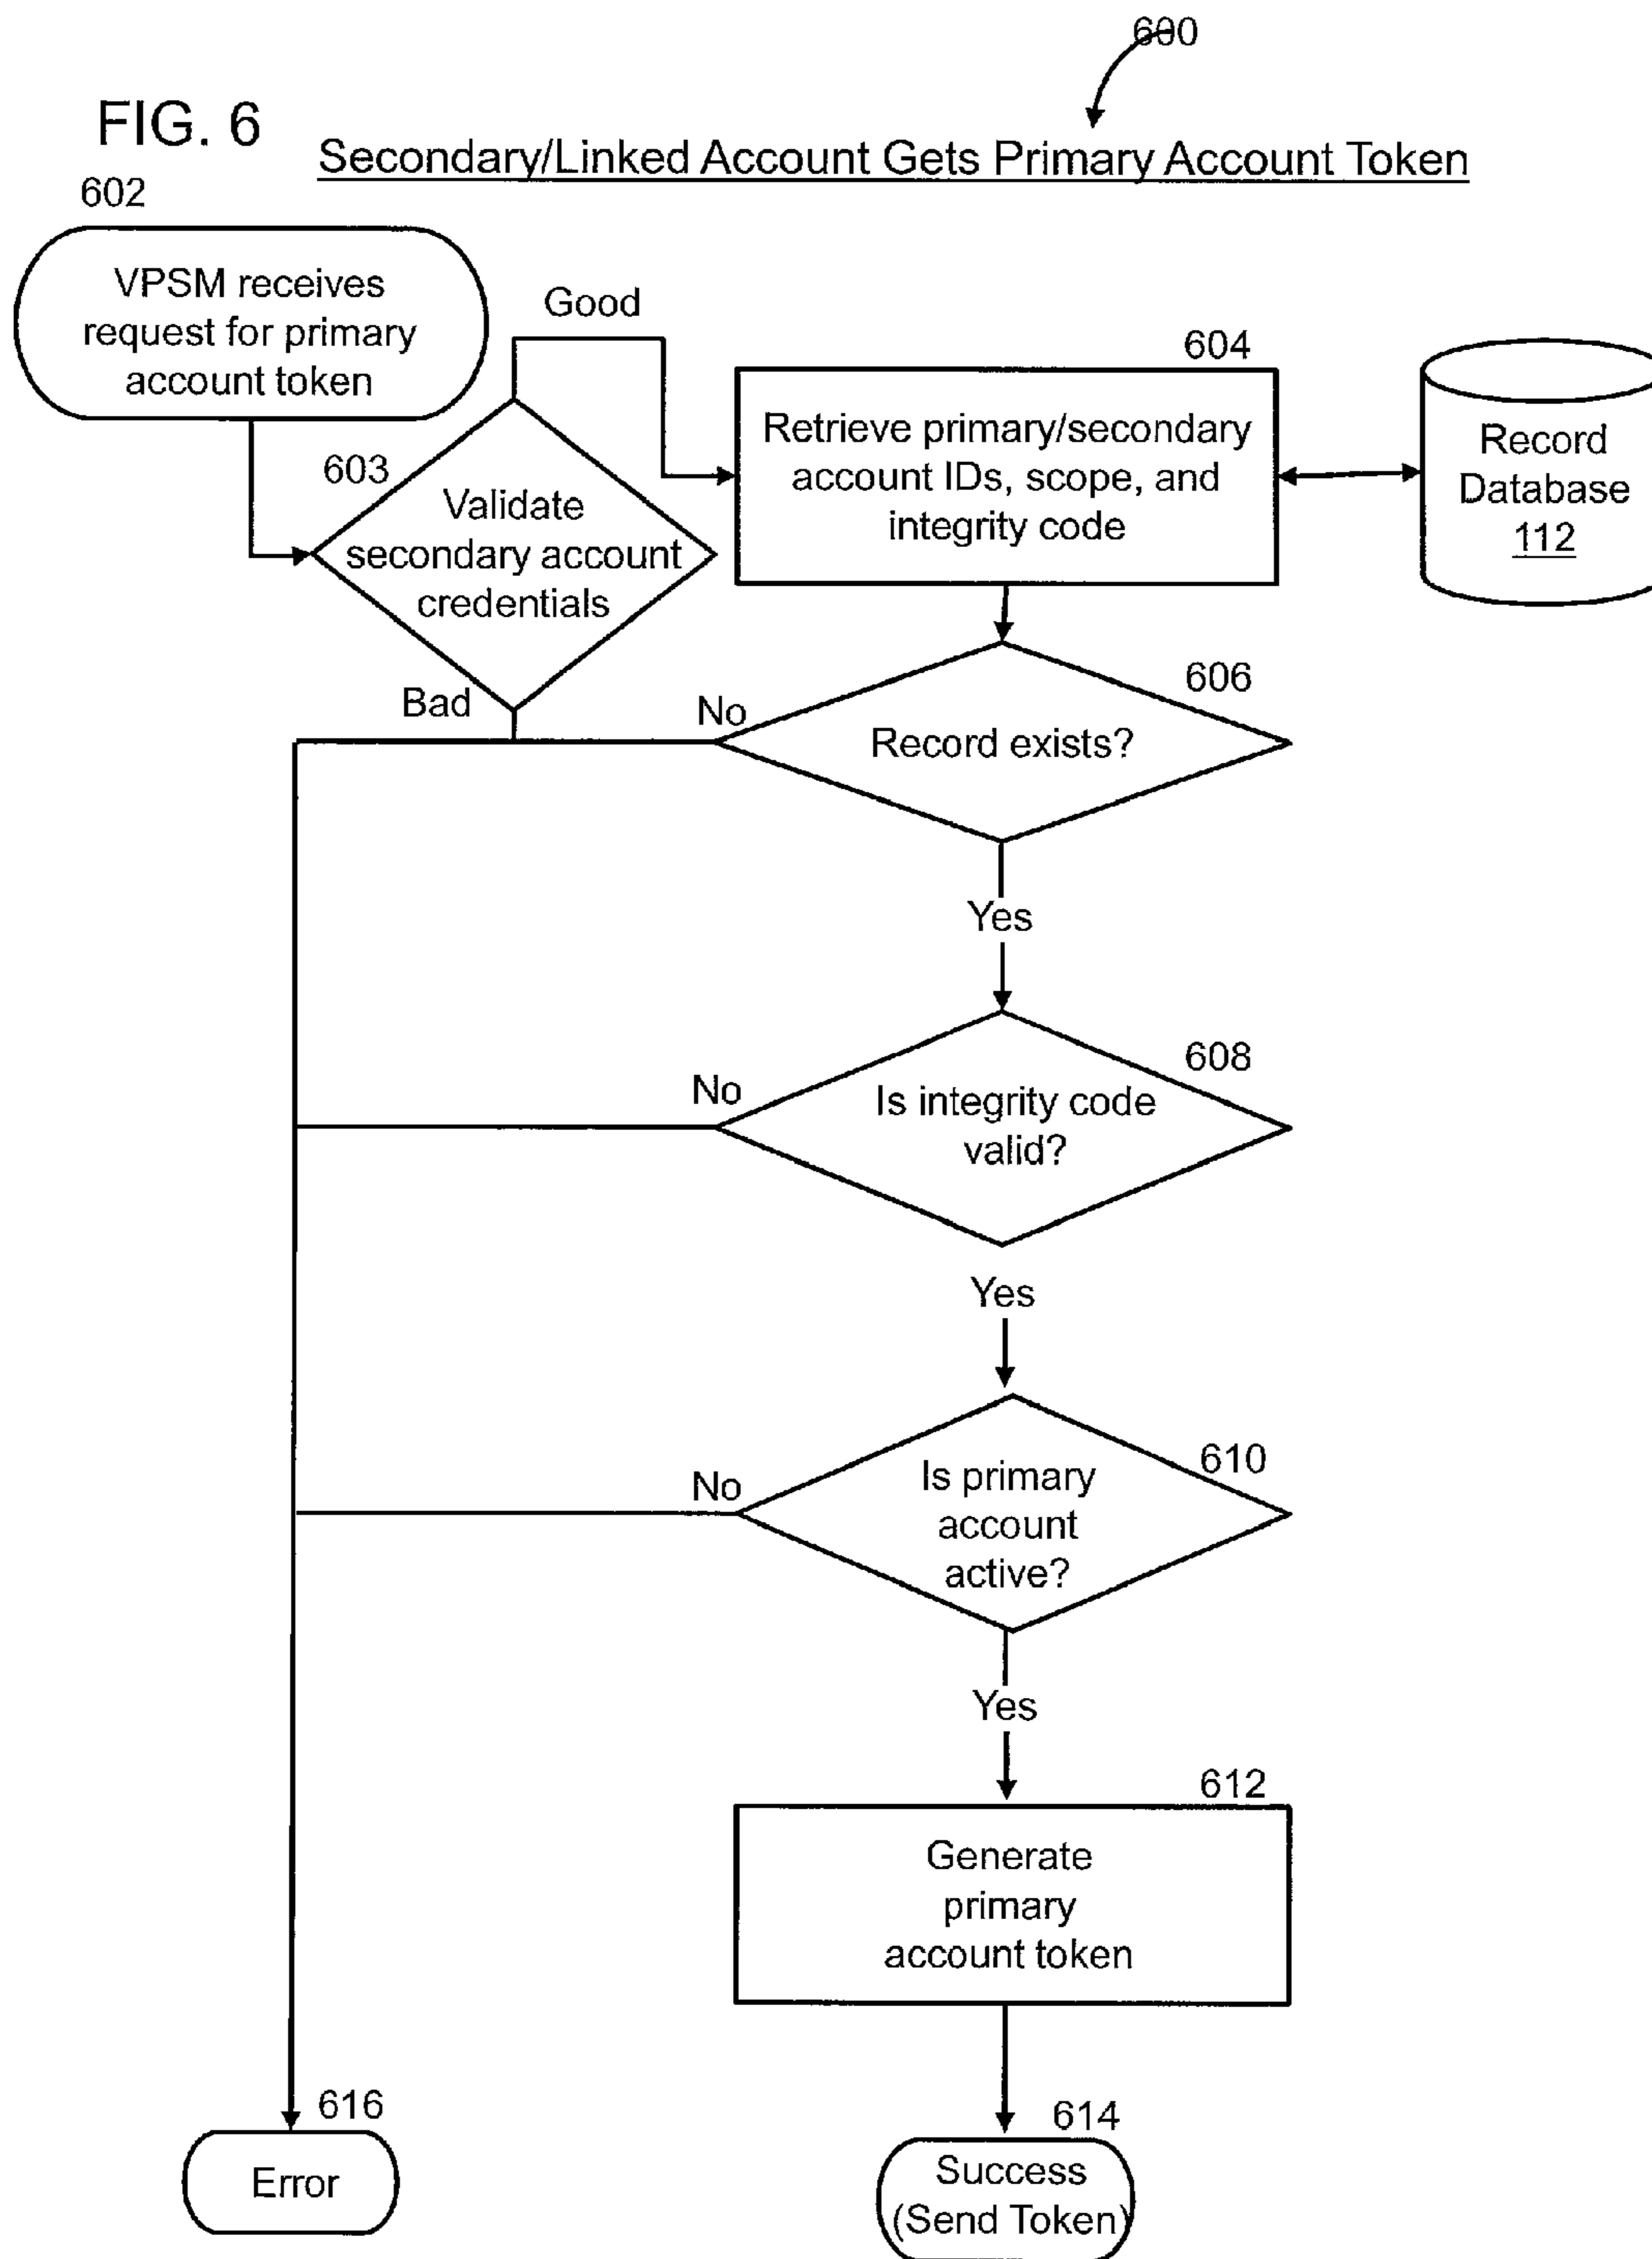 600
FIG. 6
Secondary/Linked Account Gets Primary Account Token
602
VPSM receives
request for primary
account token
Good
603
Validate
secondary account
credentials
Bad
604
Retrieve primary/secondary
account IDs, scope, and
integrity code
Record
Database
112
606
No
Record exists?
Yes
608
No
Is integrity code
valid?
Yes
610
No
Is primary
account
active?
Yes
612
Generate
primary
account token
616
Error
614
Success
(Send Token)